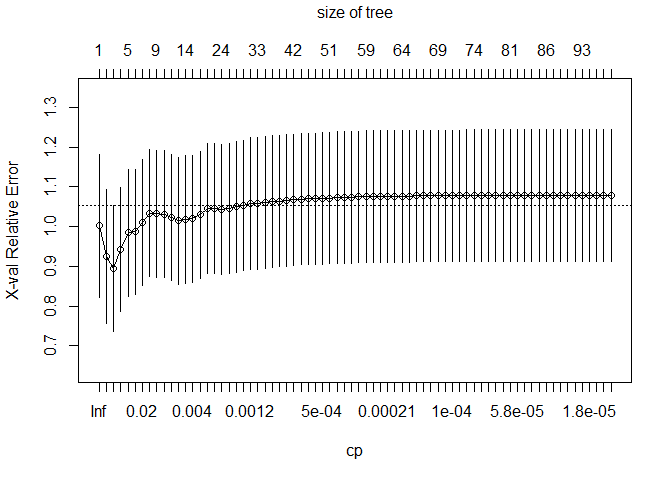 size of tree
1 5 9 14 24 33 42 51 59 64 69 74 81 86 93
X-val Relative Error
1.3
1.2
1.1
1.0
0.9
0.8
0.7
Inf 0.02 0.004 0.0012 5e-04 0.00021 1e-04 5.8e-05 1.8e-05
cp